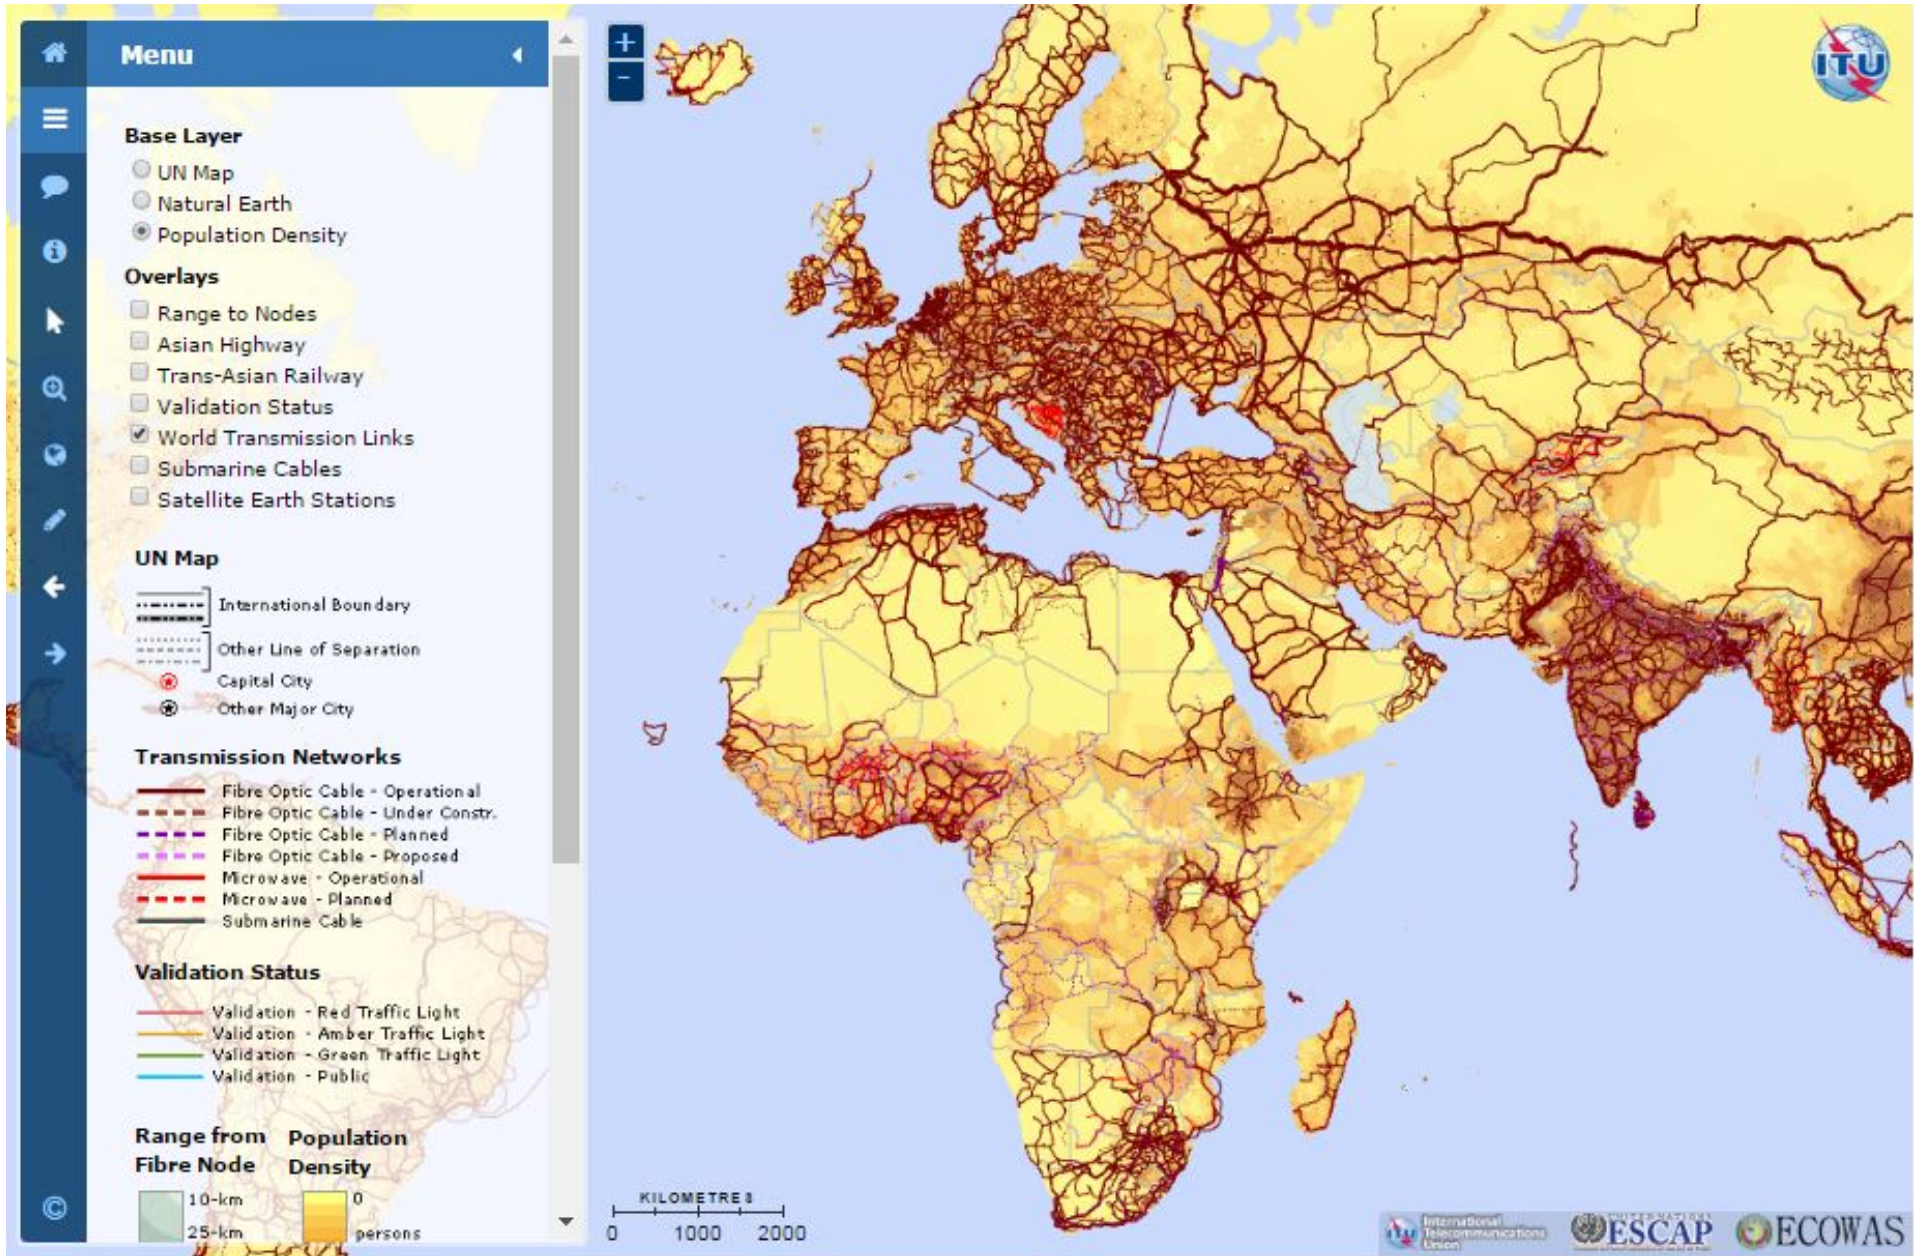 Menu
Base Layer
UN Map
Natural Earth
Population Density
Overlays
Range to Nodes
Asian Highway
Trans-Asian Railway
Validation Status
World Transmission Links
Submarine Cables
Satellite Earth Stations
UN Map
International Boundary
Other Line of Separation
Capital City
Other Major City
Transmission Networks
Fibre Optic Cable - Operational
Fibre Optic Cable - Under Constr.
Fibre Optic Cable - Planned
Fibre Optic Cable - Proposed
Microwave - Operational
Microwave - Planned
Submarine Cable
Validation Status
Validation - Red Traffic Light
Validation - Amber Traffic Light
Validation - Green Traffic Light
Validation - Public
Range from Fibre Node
10-km
25-km
Population Density
0
persons
+
-
ITU
KILOMETRES
0 1000 2000
International
Telecommunications
Union
ESCAP
ECOWAS